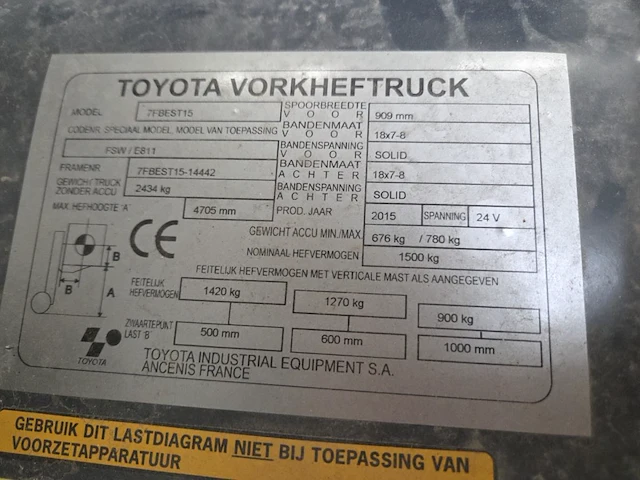 TOYOTA VORKHEFTRUCK
MODEL 7FBEST15 SPOORBREEDTE VOOR 909 mm
CODENR. SPECIAAL MODEL, MODEL VAN TOEPASSING BANDENMAAT VOOR 18x7-8
FSW / E811 BANDENSPANNING VOOR SOLID
FRAMENR 7FBEST15-14442 BANDENMAAT ACHTER 18x7-8
GEWICHT/TRUCK ZONDER ACCU 2434 kg BANDENSPANNING ACHTER SOLID
MAX. HEFHOOGTE 'A' 4705 mm PROD. JAAR 2015 SPANNING 24 V
CE GEWICHT ACCU MIN./MAX. 676 kg / 780 kg
NOMINAAL HEFVERMOGEN 1500 kg
FEITELIJK HEFVERMOGEN MET VERTICALE MAST ALS AANGEGEVEN
B
B A
FEITELIJK HEFVERMOGEN 1420 kg 1270 kg 900 kg
ZWAARTEPUNT LAST 'B' 500 mm 600 mm 1000 mm
TOYOTA
TOYOTA INDUSTRIAL EQUIPMENT S.A.
ANCENIS FRANCE
GEBRUIK DIT LASTDIAGRAM NIET BIJ TOEPASSING VAN
VOORZETAPPARATUUR